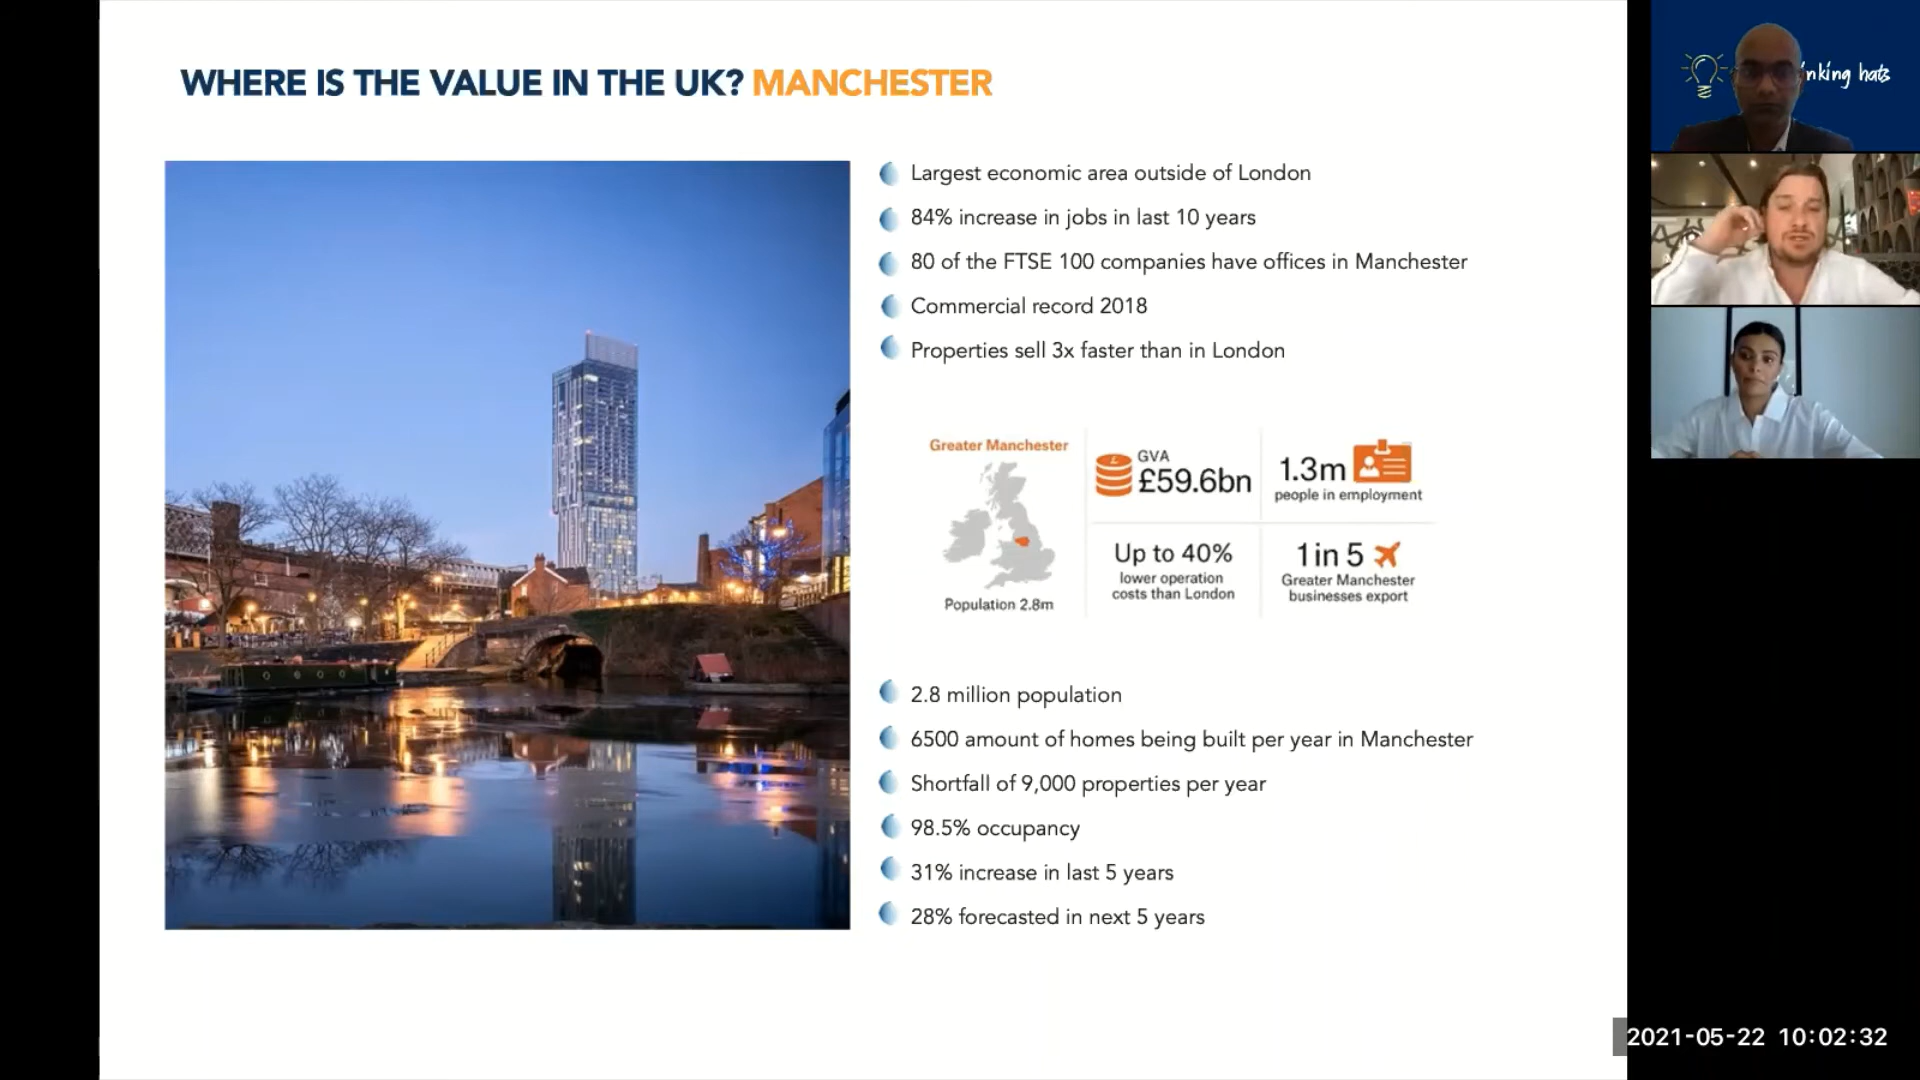 WHERE IS THE VALUE IN THE UK? MANCHESTER
Largest economic area outside of London
84% increase in jobs in last 10 years
80 of the FTSE 100 companies have offices in Manchester
Commercial record 2018
Properties sell 3x faster than in London
Greater Manchester
Population 2.8m
GVA
£59.6bn
1.3m
people in employment
Up to 40%
lower operation
costs than London
1 in 5
Greater Manchester
businesses export
2.8 million population
6500 amount of homes being built per year in Manchester
Shortfall of 9,000 properties per year
98.5% occupancy
31% increase in last 5 years
28% forecasted in next 5 years
nking hats
2021-05-22 10:02:32